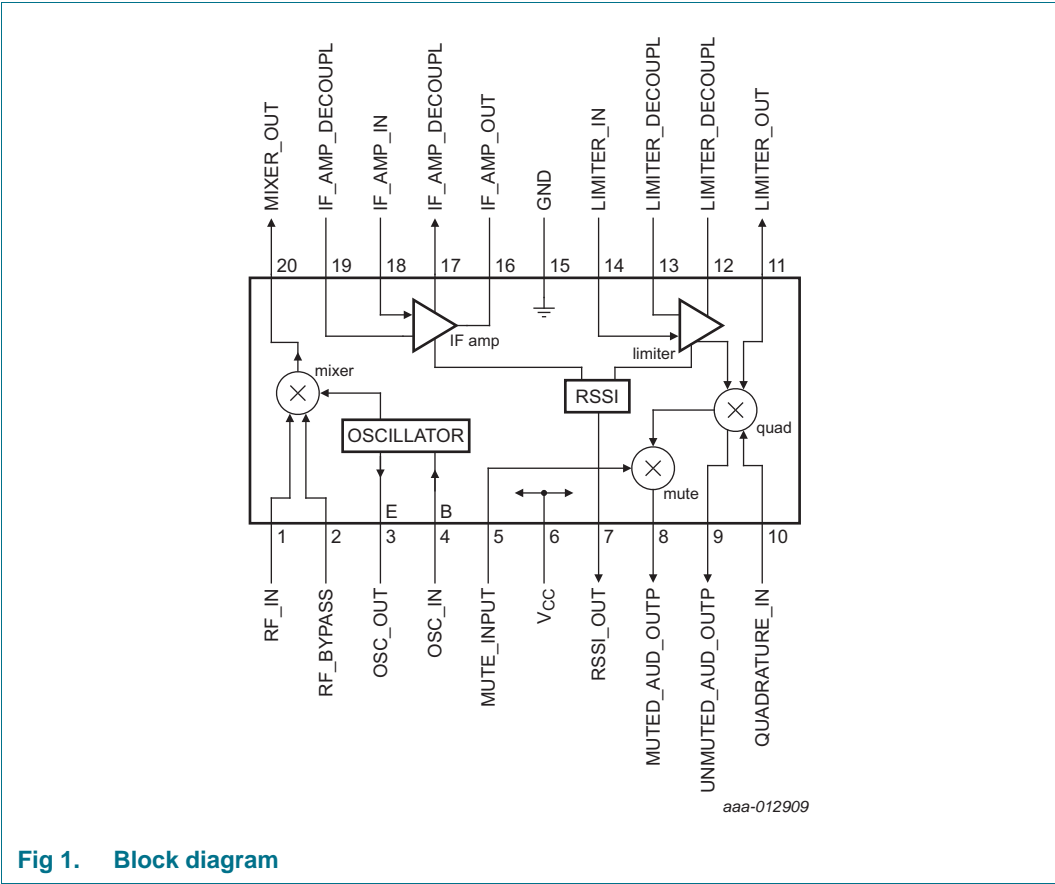 MIXER_OUT
IF_AMP_DECOUPL
IF_AMP_IN
IF_AMP_DECOUPL
IF_AMP_OUT
GND
LIMITER_IN
LIMITER_DECOUPL
LIMITER_DECOUPL
LIMITER_OUT
20 19 18 17 16 15 14 13 12 11
IF amp
limiter
mixer
RSSI
OSCILLATOR
quad
mute
E B
1 2 3 4 5 6 7 8 9 10
RF_IN
RF_BYPASS
OSC_OUT
OSC_IN
MUTE_INPUT
VCC
RSSI_OUT
MUTED_AUD_OUTP
UNMUTED_AUD_OUTP
QUADRATURE_IN
aaa-012909
Fig 1. Block diagram